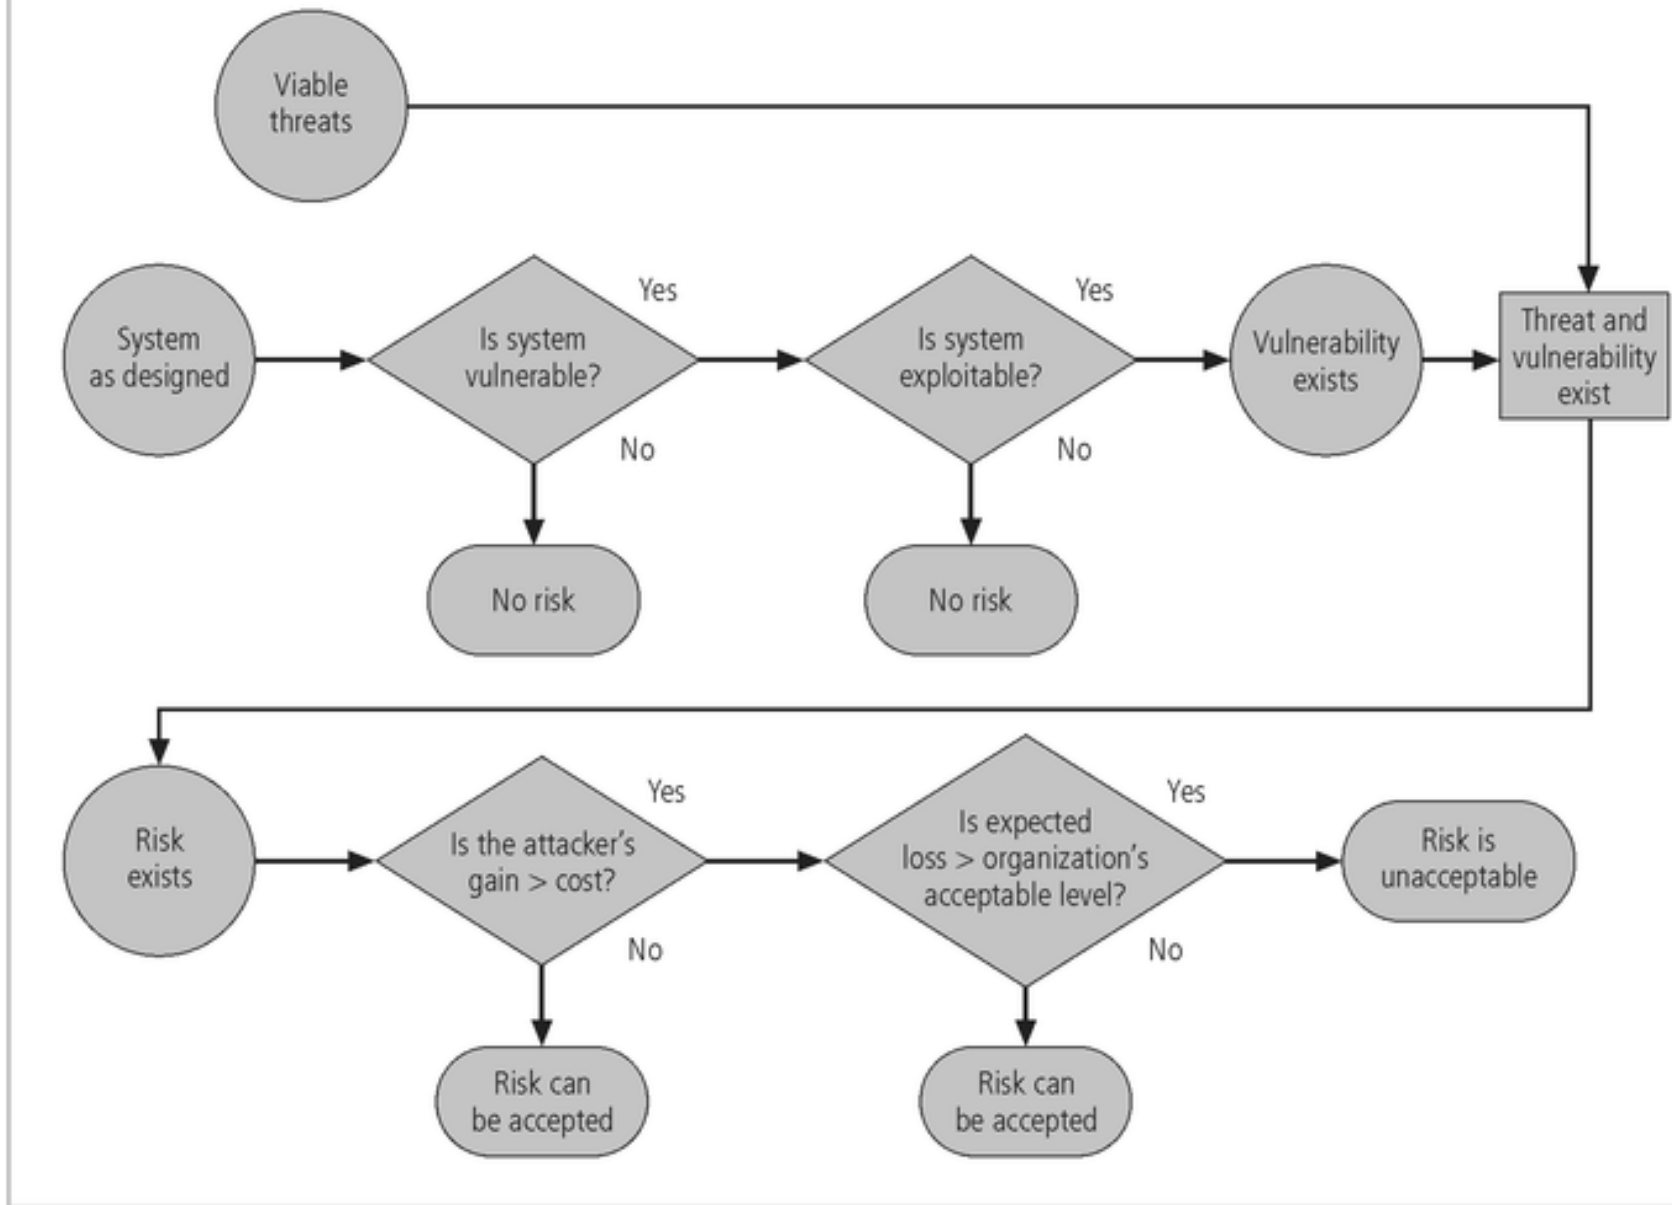 Viable
threats
System
as designed
Is system
vulnerable?
Yes
No
No risk
Is system
exploitable?
Yes
No
No risk
Vulnerability
exists
Threat and
vulnerability
exist
Risk
exists
Is the attacker's
gain > cost?
Yes
No
Risk can
be accepted
Is expected
loss > organization's
acceptable level?
Yes
No
Risk can
be accepted
Risk is
unacceptable